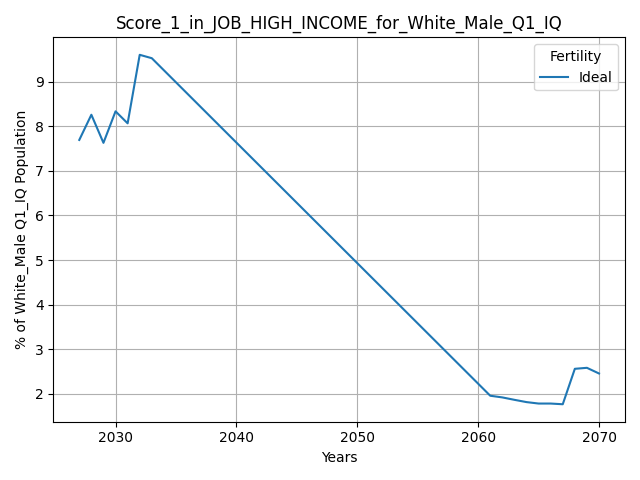 Score_1_in_JOB_HIGH_INCOME_for_White_Male_Q1_IQ
Fertility
Ideal
% of White_Male Q1_IQ Population
9
8
7
6
5
4
3
2
2030 2040 2050 2060 2070
Years